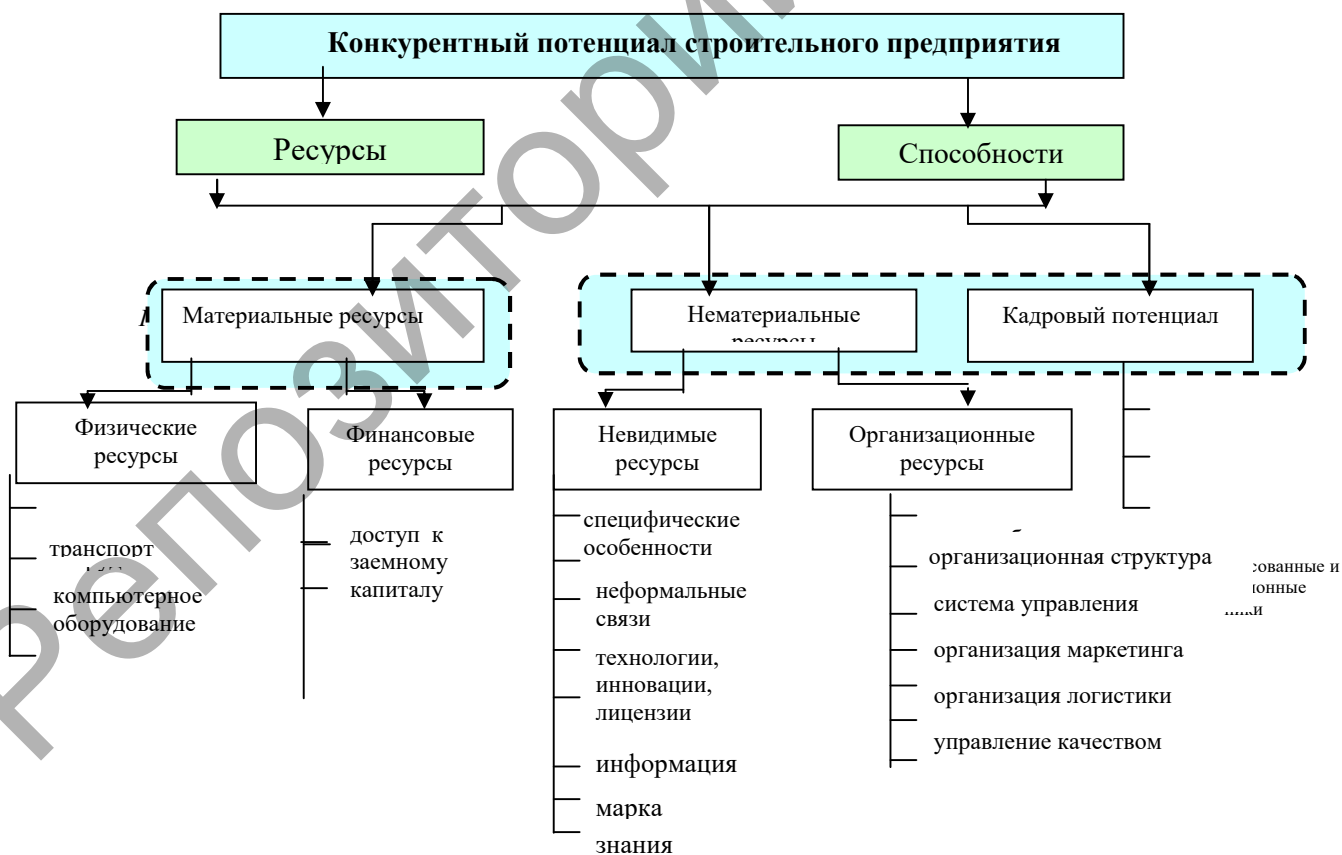 Конкурентный потенциал строительного предприятия
Ресурсы
Способности
Материальные ресурсы
Нематериальные
ресурсы
Кадровый потенциал
Физические
ресурсы
Финансовые
ресурсы
Невидимые
ресурсы
Организационные
ресурсы
транспорт
компьютерное
оборудование
доступ к
заемному
капиталу
специфические
особенности
неформальные
связи
технологии,
инновации,
лицензии
информация
марка
знания
организационная структура
система управления
организация маркетинга
организация логистики
управление качеством
Репозитори